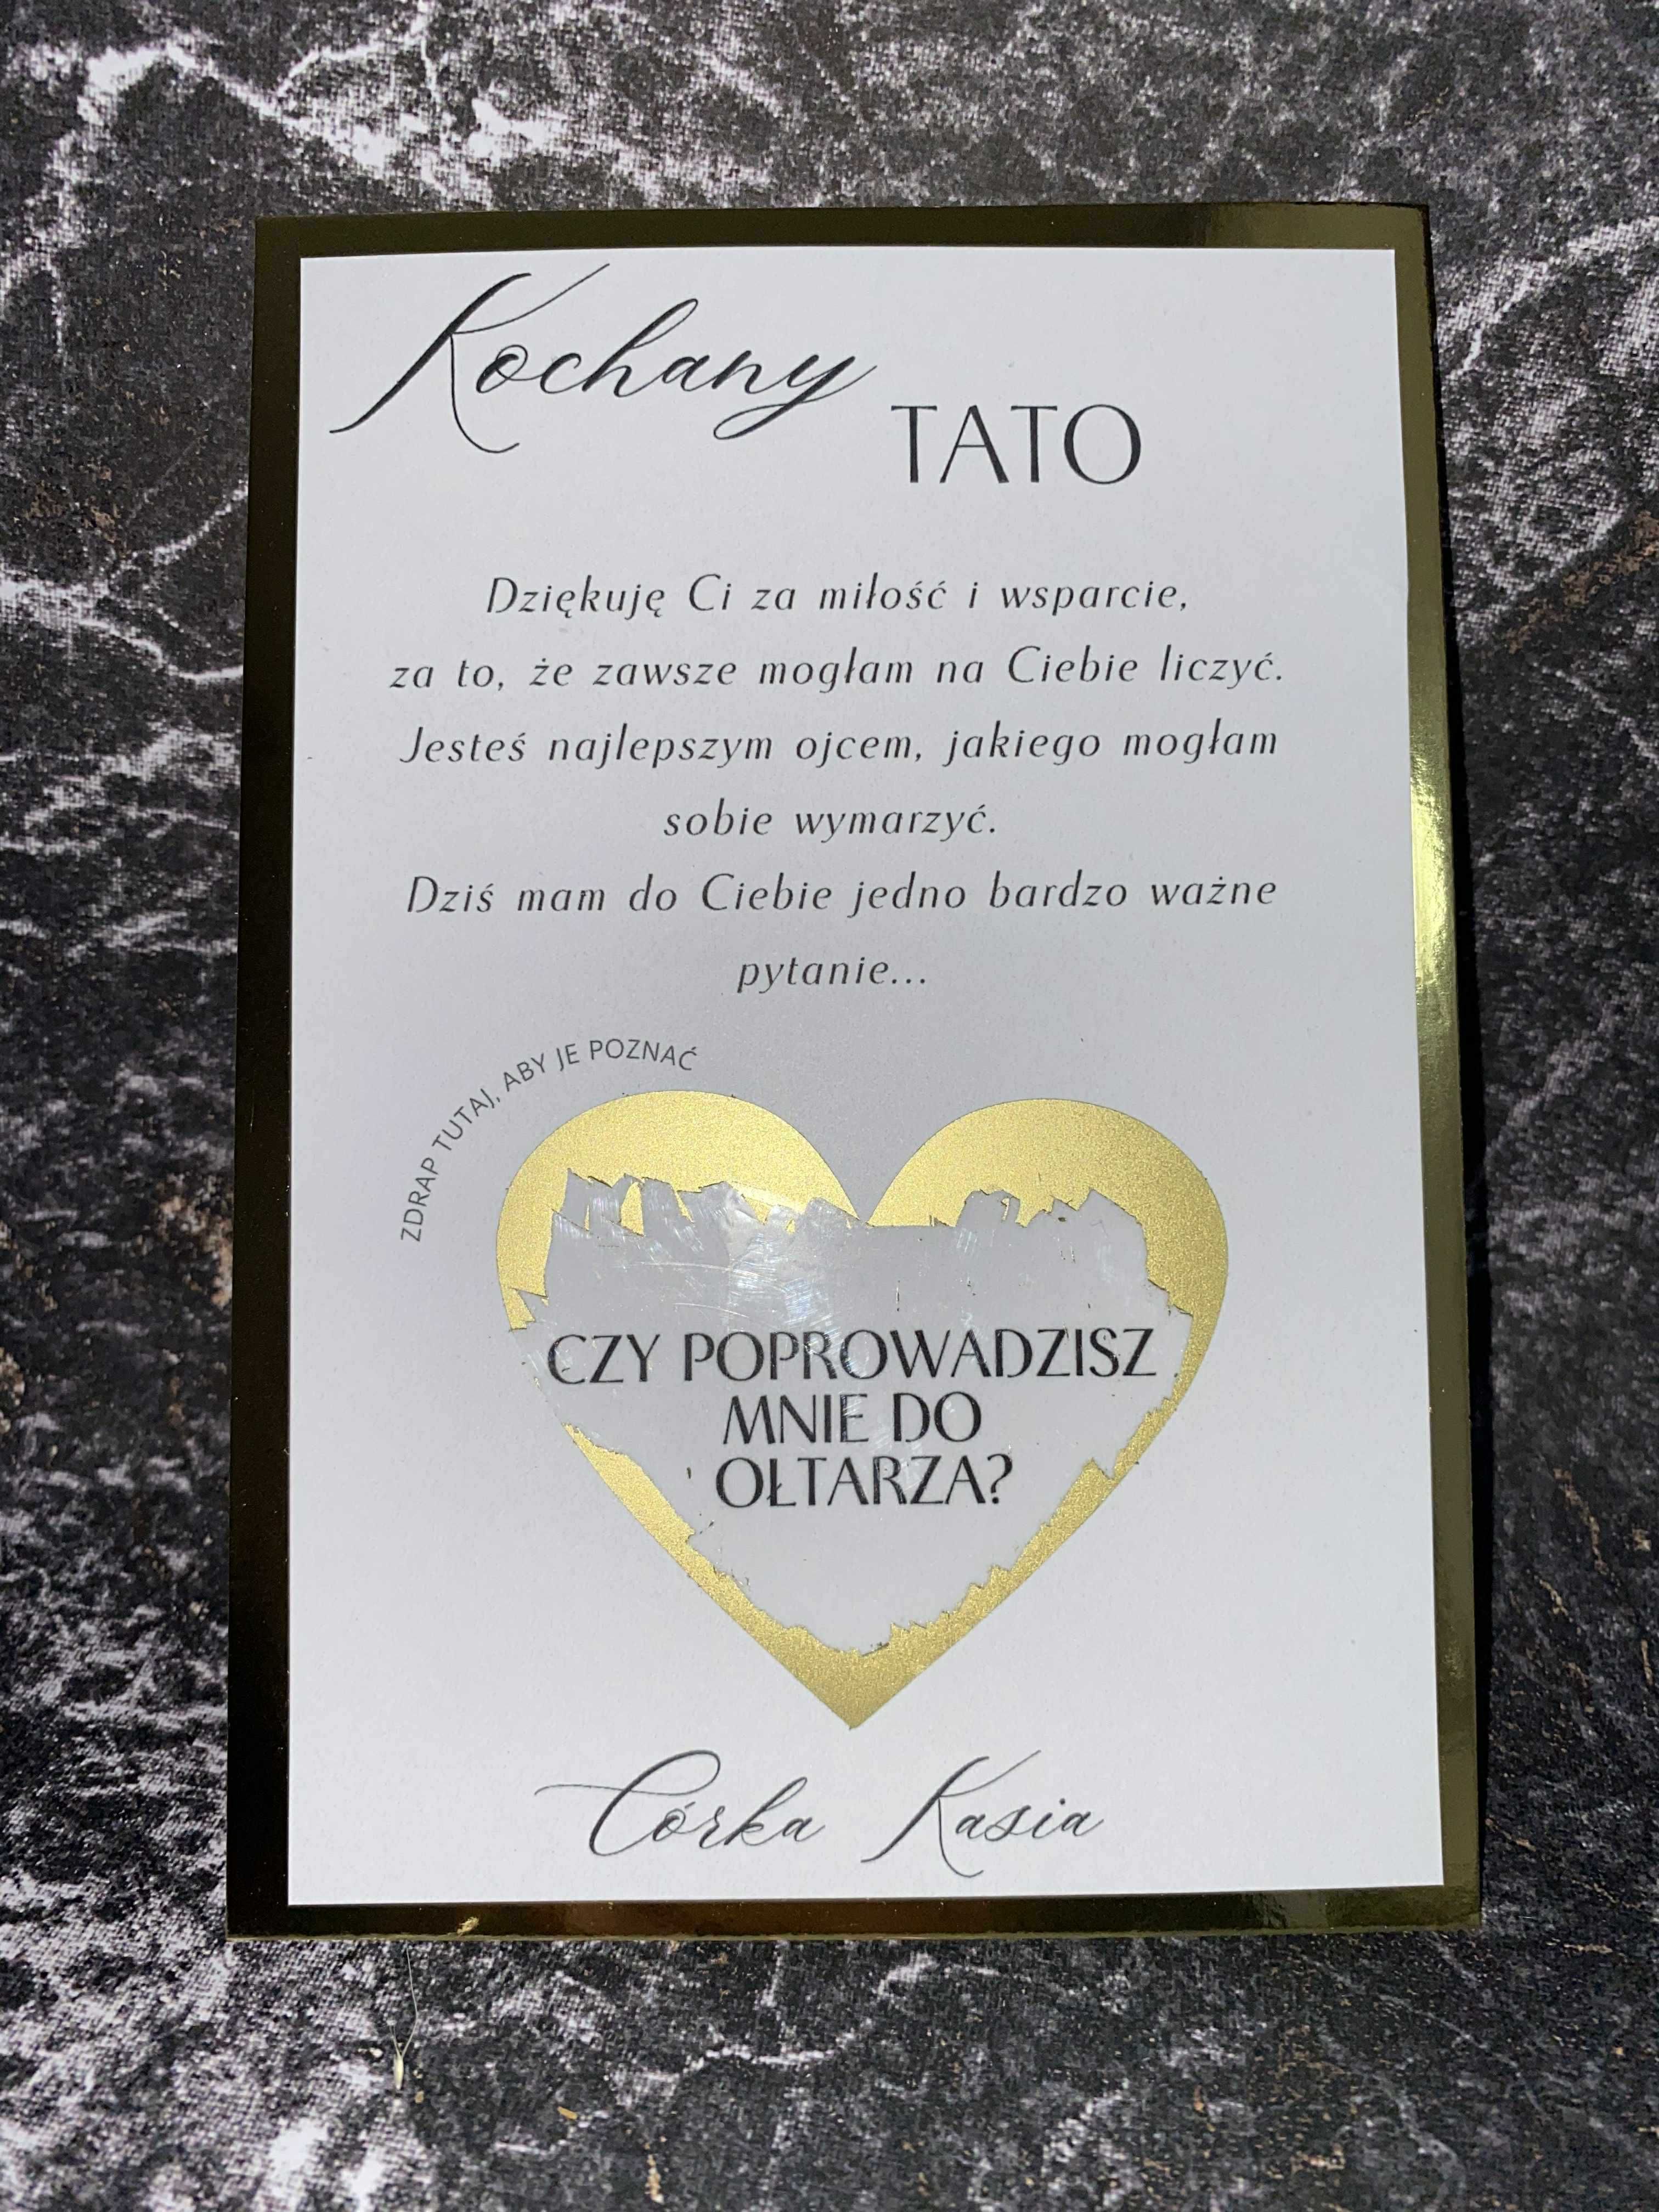 Kochany
TATO
Dziękuję Ci za miłość i wsparcie,
za to, że zawsze mogłam na Ciebie liczyć.
Jesteś najlepszym ojcem, jakiego mogłam
sobie wymarzyć.
Dziś mam do Ciebie jedno bardzo ważne
pytanie...
ZDRAP TUTAJ, ABY JE POZNAĆ
CZY POPROWADZISZ
MNIE DO
OŁTARZA?
Córka Kasia